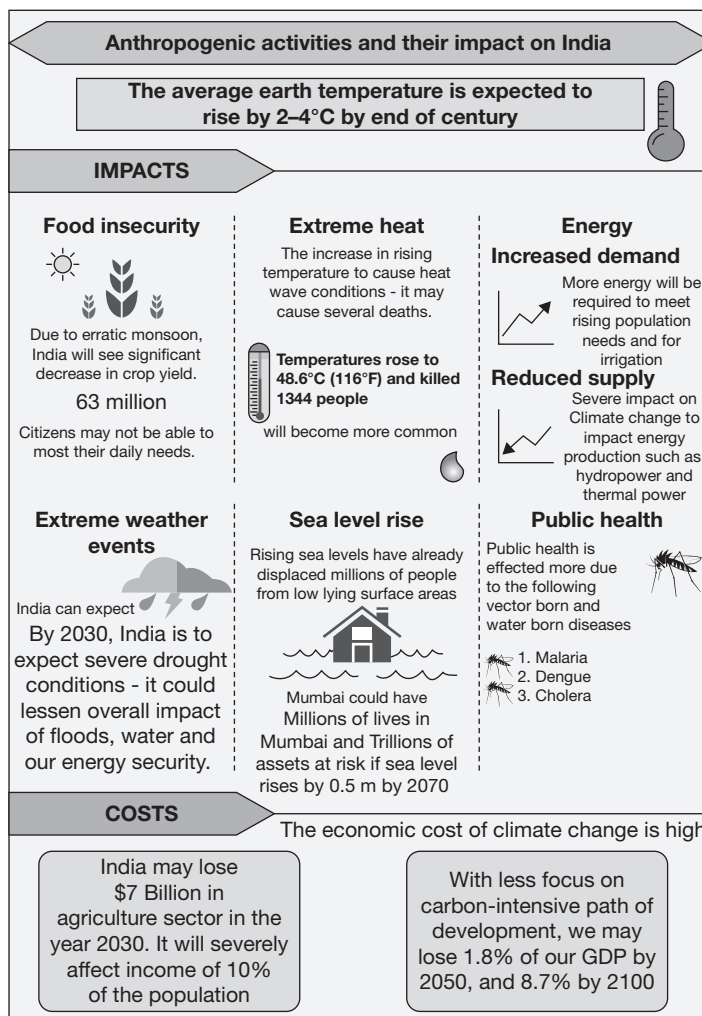 Anthropogenic activities and their impact on India
The average earth temperature is expected to
rise by 2–4°C by end of century
IMPACTS
Food insecurity
Due to erratic monsoon,
India will see significant
decrease in crop yield.
63 million
Citizens may not be able to
most their daily needs.
Extreme heat
The increase in rising
temperature to cause heat
wave conditions - it may
cause several deaths.
Temperatures rose to
48.6°C (116°F) and killed
1344 people
will become more common
Energy
Increased demand
More energy will be
required to meet
rising population
needs and for
irrigation
Reduced supply
Severe impact on
Climate change to
impact energy
production such as
hydropower and
thermal power
Extreme weather
events
India can expect
By 2030, India is to
expect severe drought
conditions - it could
lessen overall impact
of floods, water and
our energy security.
Sea level rise
Rising sea levels have already
displaced millions of people
from low lying surface areas
Mumbai could have
Millions of lives in
Mumbai and Trillions of
assets at risk if sea level
rises by 0.5 m by 2070
Public health
Public health is
effected more due
to the following
vector born and
water born diseases
1. Malaria
2. Dengue
3. Cholera
COSTS
The economic cost of climate change is high
India may lose
$7 Billion in
agriculture sector in the
year 2030. It will severely
affect income of 10%
of the population
With less focus on
carbon-intensive path of
development, we may
lose 1.8% of our GDP by
2050, and 8.7% by 2100